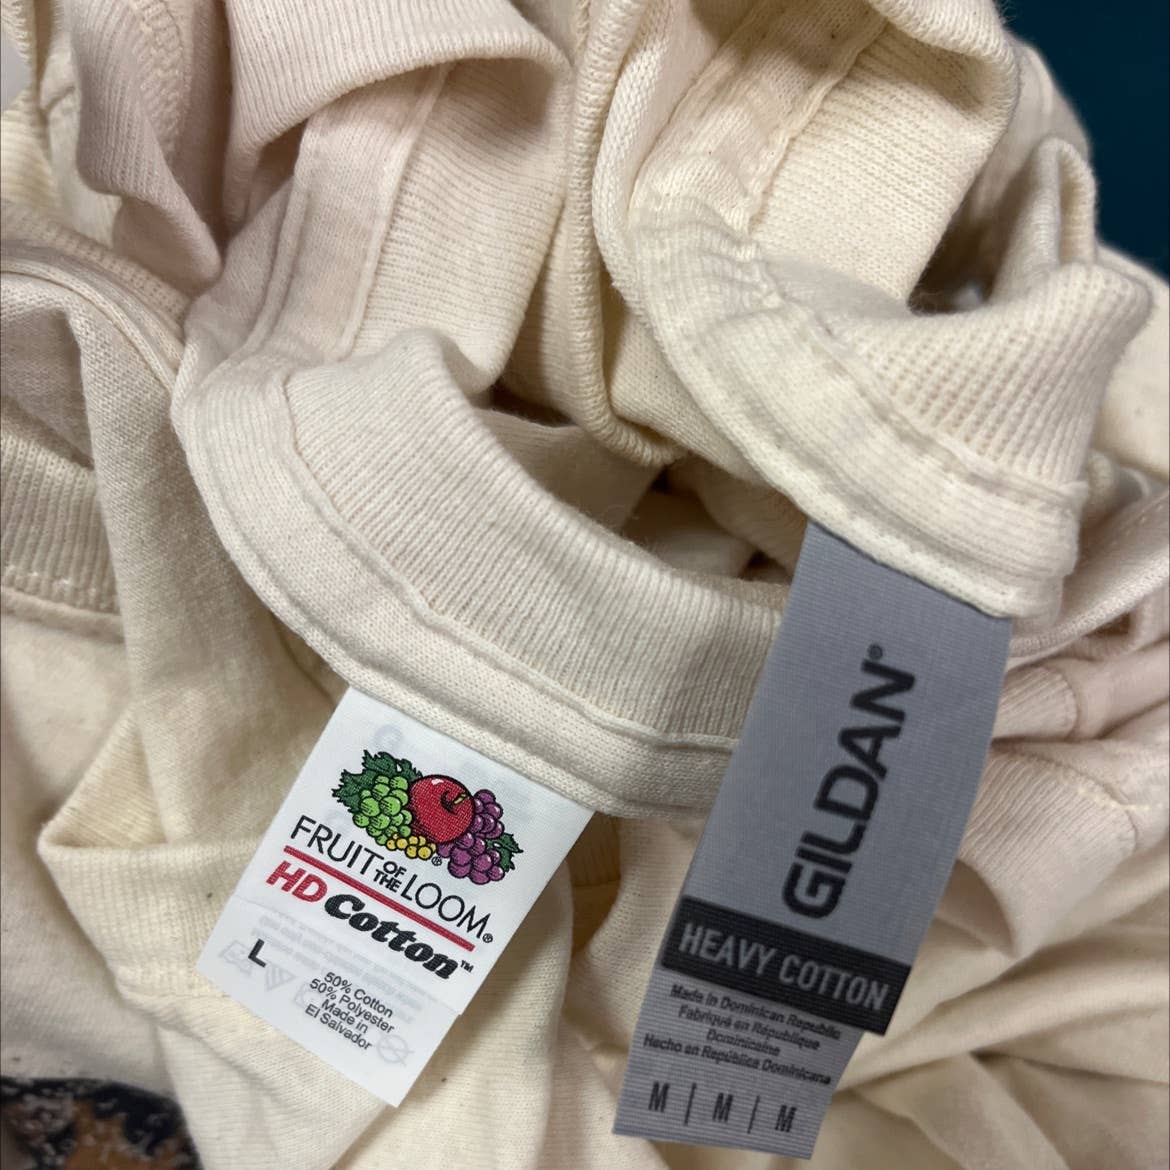 FRUIT OF THE LOOM®
HD Cotton™
L
50% Cotton
50% Polyester
Made in
El Salvador
GILDAN®
HEAVY COTTON
Made in Dominican Republic
Fabriqué en République
Dominicaine
Hecho en República Dominicana
M | M | M